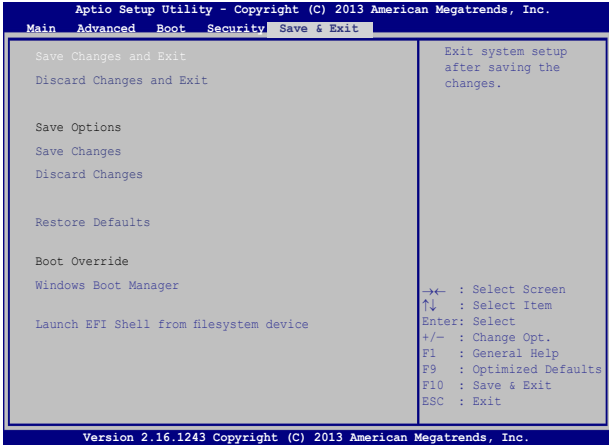 Aptio Setup Utility - Copyright (C) 2013 American Megatrends, Inc.
Main Advanced Boot Security Save & Exit
Save Changes and Exit
Discard Changes and Exit
Save Options
Save Changes
Discard Changes
Restore Defaults
Boot Override
Windows Boot Manager
Launch EFI Shell from filesystem device
Exit system setup
after saving the
changes.
→← : Select Screen
↑↓ : Select Item
Enter: Select
+/— : Change Opt.
F1 : General Help
F9 : Optimized Defaults
F10 : Save & Exit
ESC : Exit
Version 2.16.1243 Copyright (C) 2013 American Megatrends, Inc.